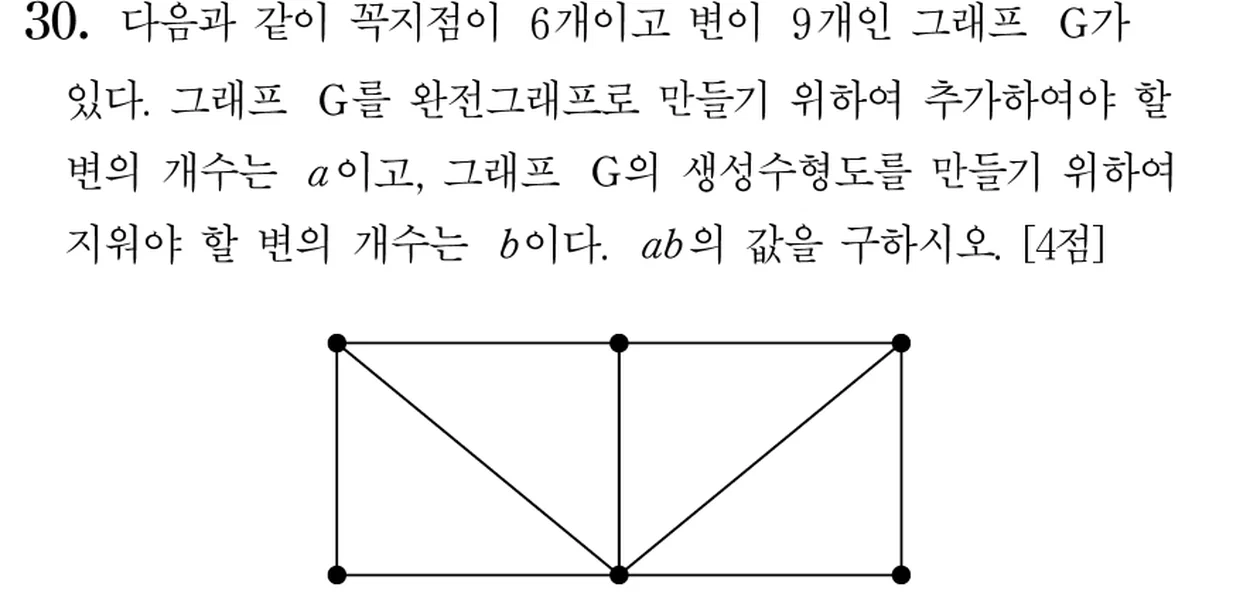 30. 다음과 같이 꼭지점이 6개이고 변이 9개인 그래프 G가
있다. 그래프 G를 완전그래프로 만들기 위하여 추가하여야 할
변의 개수는 a이고, 그래프 G의 생성수형도를 만들기 위하여
지워야 할 변의 개수는 b이다. ab의 값을 구하시오. [4점]